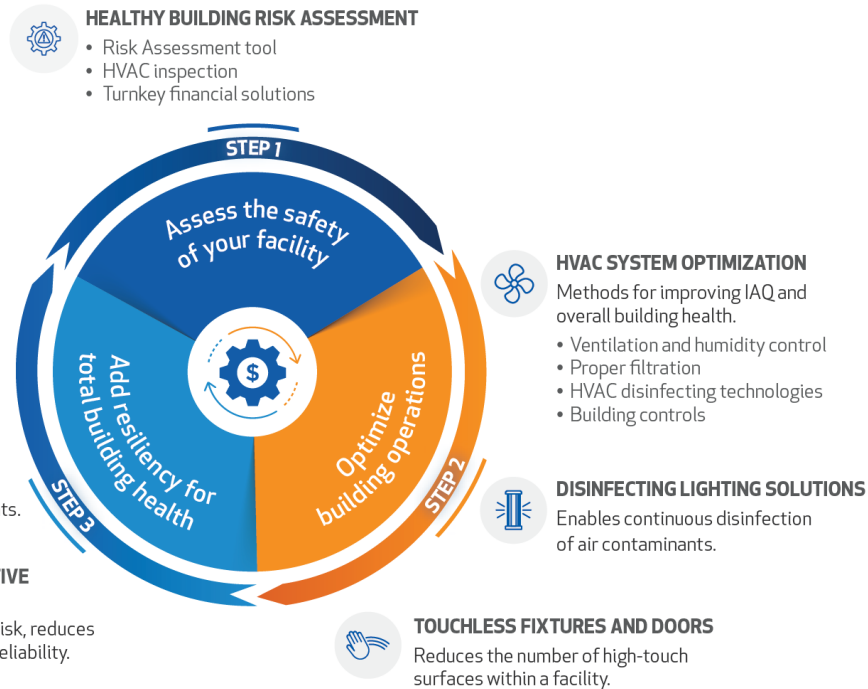 HEALTHY BUILDING RISK ASSESSMENT
• Risk Assessment tool
• HVAC inspection
• Turnkey financial solutions
STEP 1
Assess the safety
of your facility
HVAC SYSTEM OPTIMIZATION
Methods for improving IAQ and
overall building health.
• Ventilation and humidity control
• Proper filtration
• HVAC disinfecting technologies
• Building controls
$
Optimize
building operations
STEP 2
Add resiliency for
total building health
STEP 3
DISINFECTING LIGHTING SOLUTIONS
Enables continuous disinfection
of air contaminants.
reduces
TOUCHLESS FIXTURES AND DOORS
Reduces the number of high-touch
surfaces within a facility.